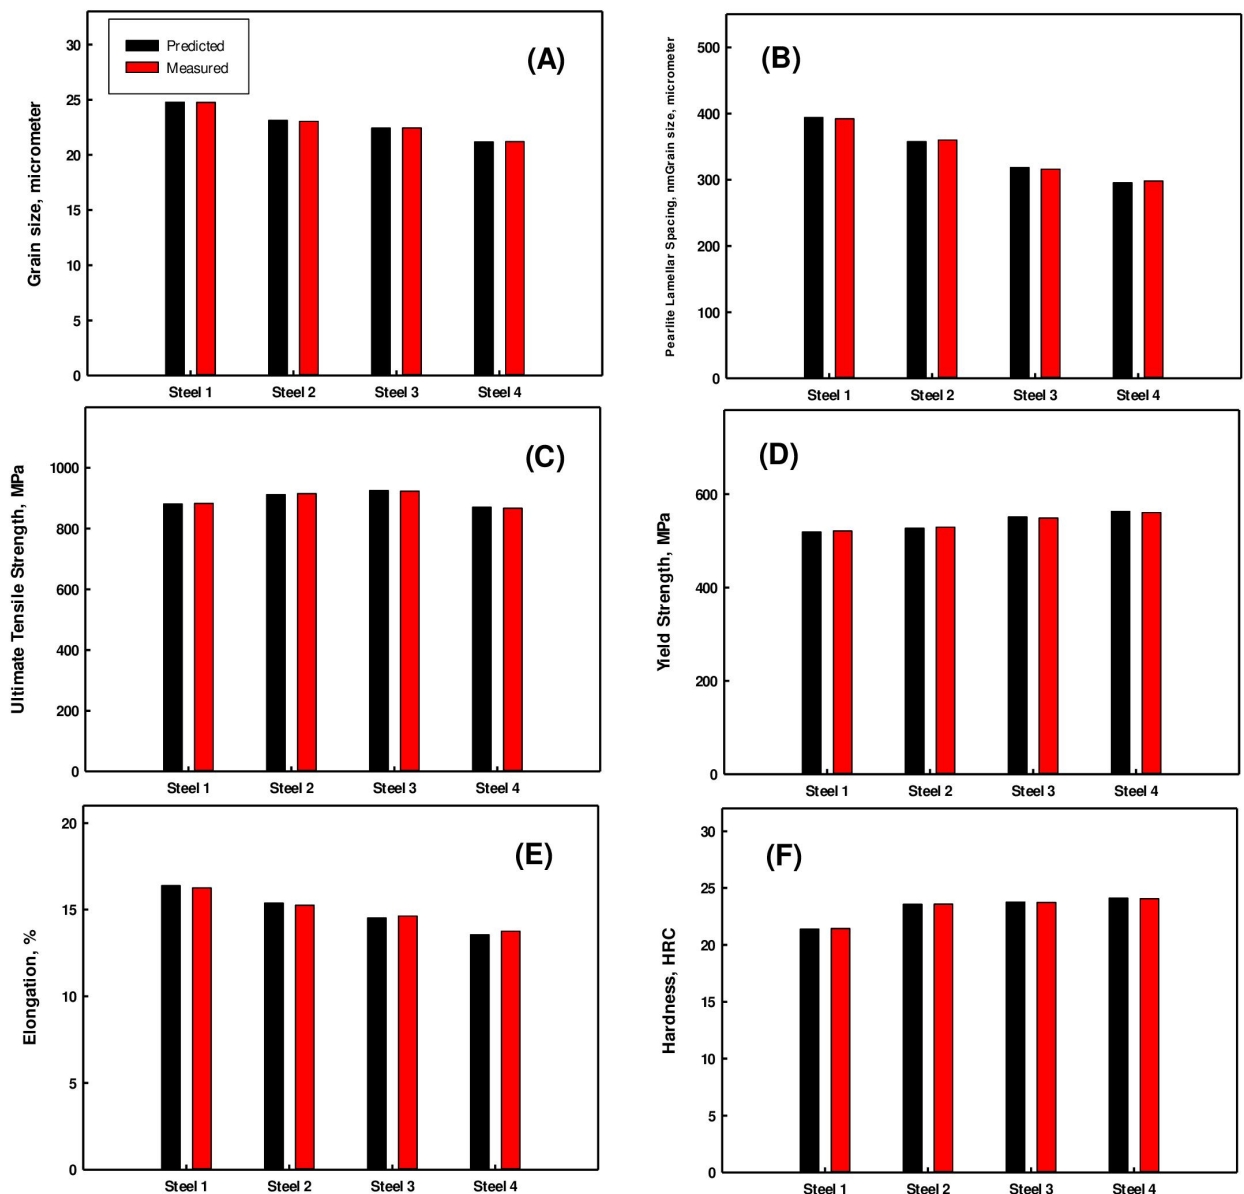 Predicted
Measured
(A)
Grain size, micrometer
30
25
20
15
10
5
0
Steel 1 Steel 2 Steel 3 Steel 4
(B)
Pearlite Lamellar Spacing, nmGrain size, micrometer
500
400
300
200
100
0
Steel 1 Steel 2 Steel 3 Steel 4
(C)
Ultimate Tensile Strength, MPa
1000
800
600
400
200
0
Steel 1 Steel 2 Steel 3 Steel 4
(D)
Yield Strength, MPa
600
400
200
0
Steel 1 Steel 2 Steel 3 Steel 4
(E)
Elongation, %
20
15
10
5
0
Steel 1 Steel 2 Steel 3 Steel 4
(F)
Hardness, HRC
30
25
20
15
10
5
0
Steel 1 Steel 2 Steel 3 Steel 4